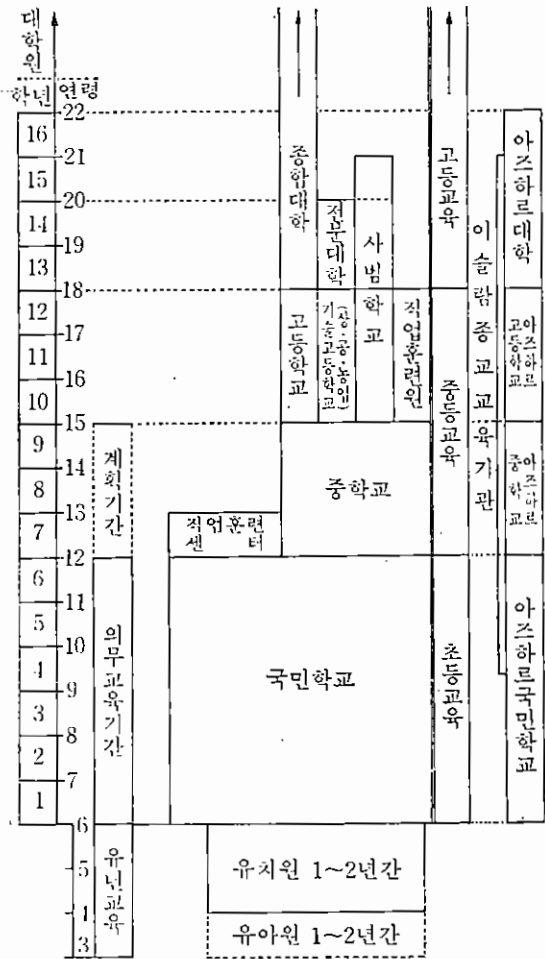 대학원
학년 연령
22
16
21
15
20
14
19
13
18
12
17
11
16
10
15
9
14
8
13
7
12
6
11
5
10
4
9
3
8
2
7
1
6
5
4
3
계획기간
의무교육기간
유년교육
종합대학
전문대학
사범학교
고등학교
기술고등학교
(상·공·농업)
직업훈련원
중학교
직업훈련
센터
국민학교
유치원 1~2년간
유아원 1~2년간
고등교육
중등교육
초등교육
이슬람종교교육기관
아즈하르대학
아즈하르
고등학교
아즈하르
중학교
아즈하르국민학교